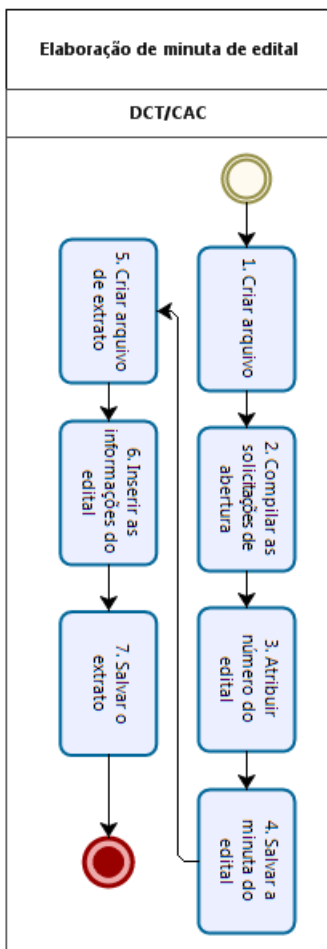 Elaboração de minuta de edital
DCT/CAC
1. Criar arquivo
2. Compilar as
solicitações de
abertura
3. Atribuir
número do
edital
4. Salvar a
minuta do
edital
5. Criar arquivo
de extrato
6. Inserir as
informações do
edital
7. Salvar o
extrato